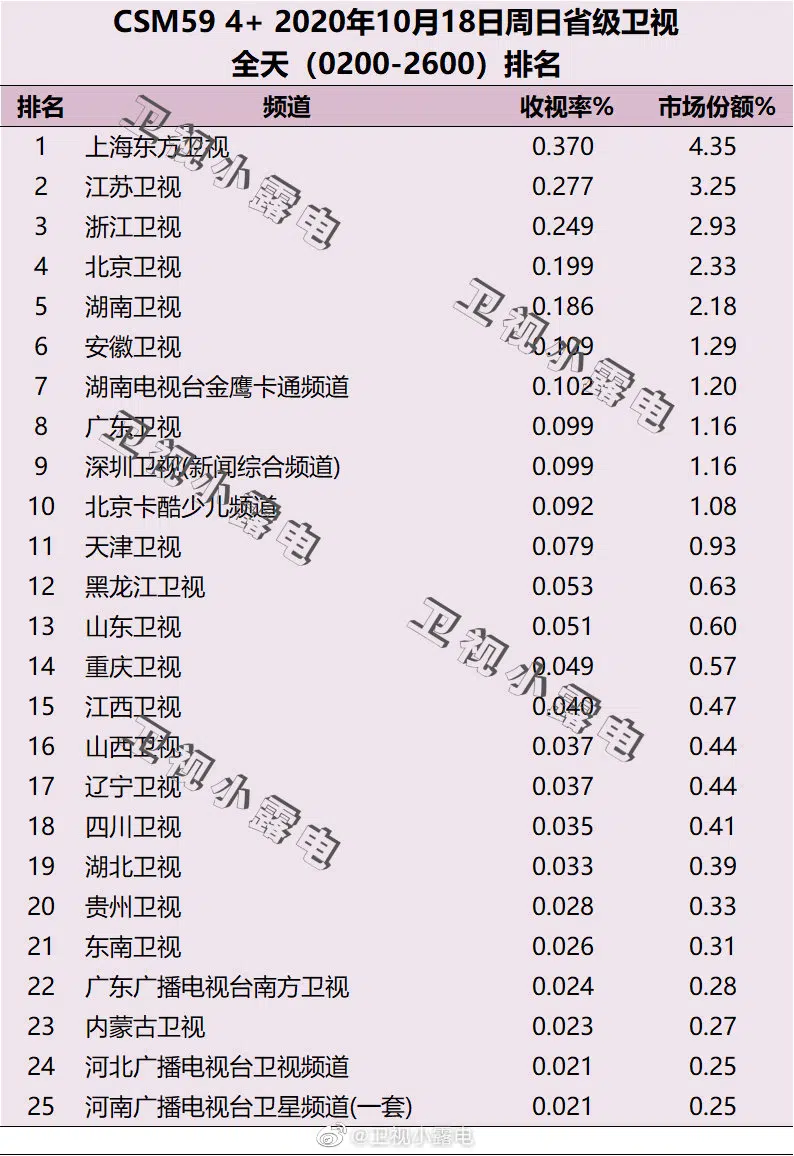 CSM59 4+ 2020年10月18日周日省级卫视
全天（0200-2600）排名
排名 频道 收视率% 市场份额%
1 上海东方卫视 0.370 4.35
2 江苏卫视 0.277 3.25
3 浙江卫视 0.249 2.93
4 北京卫视 0.199 2.33
5 湖南卫视 0.186 2.18
6 安徽卫视 0.109 1.29
7 湖南电视台金鹰卡通频道 0.102 1.20
8 广东卫视 0.099 1.16
9 深圳卫视(新闻综合频道) 0.099 1.16
10 北京卡酷少儿频道 0.092 1.08
11 天津卫视 0.079 0.93
12 黑龙江卫视 0.053 0.63
13 山东卫视 0.051 0.60
14 重庆卫视 0.049 0.57
15 江西卫视 0.040 0.47
16 山西卫视 0.037 0.44
17 辽宁卫视 0.037 0.44
18 四川卫视 0.035 0.41
19 湖北卫视 0.033 0.39
20 贵州卫视 0.028 0.33
21 东南卫视 0.026 0.31
22 广东广播电视台南方卫视 0.024 0.28
23 内蒙古卫视 0.023 0.27
24 河北广播电视台卫视频道 0.021 0.25
25 河南广播电视台卫星频道(一套) 0.021 0.25
卫视小露电
卫视小露电
卫视小露电
卫视小露电
卫视小露电
@卫视小露电